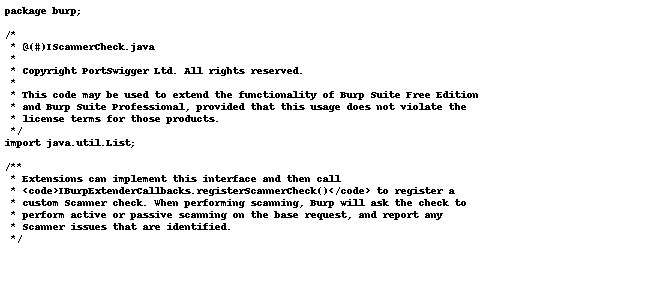 package burp;

/*
 * @(#)IScannerCheck.java
 *
 * Copyright PortSwigger Ltd. All rights reserved.
 *
 * This code may be used to extend the functionality of Burp Suite Free Edition
 * and Burp Suite Professional, provided that this usage does not violate the
 * license terms for those products.
 */
import java.util.List;

/**
 * Extensions can implement this interface and then call
 * <code>IBurpExtenderCallbacks.registerScannerCheck()</code> to register a
 * custom Scanner check. When performing scanning, Burp will ask the check to
 * perform active or passive scanning on the base request, and report any
 * Scanner issues that are identified.
 */